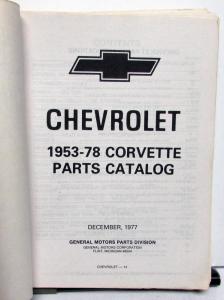 CHEVROLET
1953-78 CORVETTE
PARTS CATALOG
DECEMBER, 1977
GENERAL MOTORS PARTS DIVISION
GENERAL MOTORS CORPORATION
FLINT, MICHIGAN 48554
CHEVROLET — 14